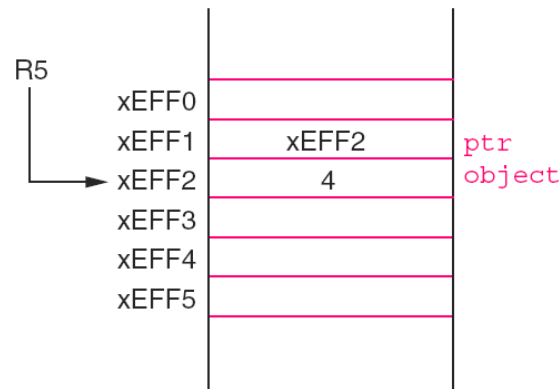 R5
xEFF0
xEFF1 xEFF2 ptr
xEFF2 4 object
xEFF3
xEFF4
xEFF5